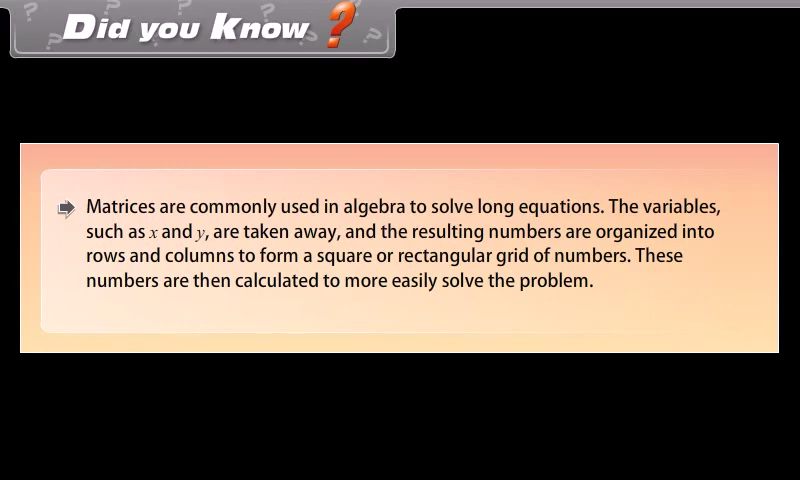 Did you Know ?
Matrices are commonly used in algebra to solve long equations. The variables,
such as x and y, are taken away, and the resulting numbers are organized into
rows and columns to form a square or rectangular grid of numbers. These
numbers are then calculated to more easily solve the problem.